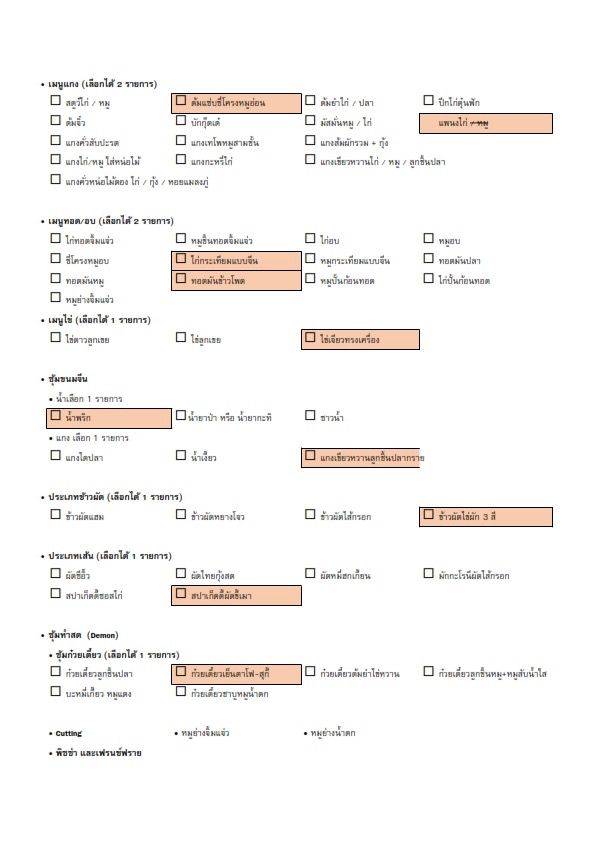 • เมนูแกง (เลือกได้ 2 รายการ)
☐ สตูว์ไก่ / หมู ☐ ต้มแซ่บซี่โครงหมูอ่อน ☐ ต้มยำไก่ / ปลา ☐ ปีกไก่ตุ๋นฟัก
☐ ต้มจิ๋ว ☐ บักกุ๊ดเต๋ ☐ มัสมั่นหมู / ไก่ แพนงไก่ / หมู
☐ แกงคั่วสับปะรด ☐ แกงเทโพหมูสามชั้น ☐ แกงส้มผักรวม + กุ้ง
☐ แกงไก่/หมู ใส่หน่อไม้ ☐ แกงกะหรี่ไก่ ☐ แกงเขียวหวานไก่ / หมู / ลูกชิ้นปลา
☐ แกงคั่วหน่อไม้ดอง ไก่ / กุ้ง / หอยแมลงภู่
• เมนูทอด/อบ (เลือกได้ 2 รายการ)
☐ ไก่ทอดจิ้มแจ่ว ☐ หมูชิ้นทอดจิ้มแจ่ว ☐ ไก่อบ ☐ หมูอบ
☐ ซี่โครงหมูอบ ☐ ไก่กระเทียมแบบจีน ☐ หมูกระเทียมแบบจีน ☐ ทอดมันปลา
☐ ทอดมันหมู ☐ ทอดมันข้าวโพด ☐ หมูปั้นก้อนทอด ☐ ไก่ปั้นก้อนทอด
☐ หมูย่างจิ้มแจ่ว
• เมนูไข่ (เลือกได้ 1 รายการ)
☐ ไข่ดาวลูกเขย ☐ ไข่ลูกเขย ☐ ไข่เจียวทรงเครื่อง
• ซุ้มขนมจีน
• น้ำเลือก 1 รายการ
☐ น้ำพริก ☐ น้ำยาป่า หรือ น้ำยากะทิ ☐ ซาวน้ำ
• แกง เลือก 1 รายการ
☐ แกงไตปลา ☐ น้ำเงี้ยว ☐ แกงเขียวหวานลูกชิ้นปลากราย
• ประเภทข้าวผัด (เลือกได้ 1 รายการ)
☐ ข้าวผัดแฮม ☐ ข้าวผัดหยางโจว ☐ ข้าวผัดไส้กรอก ☐ ข้าวผัดไข่ผัก 3 สี
• ประเภทเส้น (เลือกได้ 1 รายการ)
☐ ผัดซีอิ๊ว ☐ ผัดไทยกุ้งสด ☐ ผัดหมี่ฮกเกี้ยน ☐ มักกะโรนีผัดไส้กรอก
☐ สปาเก็ตตี้ซอสไก่ ☐ สปาเก็ตตี้ผัดขี้เมา
• ซุ้มทำสด (Demon)
• ซุ้มก๋วยเตี๋ยว (เลือกได้ 1 รายการ)
☐ ก๋วยเตี๋ยวลูกชิ้นปลา ☐ ก๋วยเตี๋ยวเย็นตาโฟ-สุกี้ ☐ ก๋วยเตี๋ยวต้มยำไข่หวาน ☐ ก๋วยเตี๋ยวลูกชิ้นหมู+หมูสับน้ำใส
☐ บะหมี่เกี๊ยว หมูแดง ☐ ก๋วยเตี๋ยวชาบูหมูน้ำตก
• Cutting • หมูย่างจิ้มแจ่ว • หมูย่างน้ำตก
• พิซซ่า และเฟรนช์ฟราย